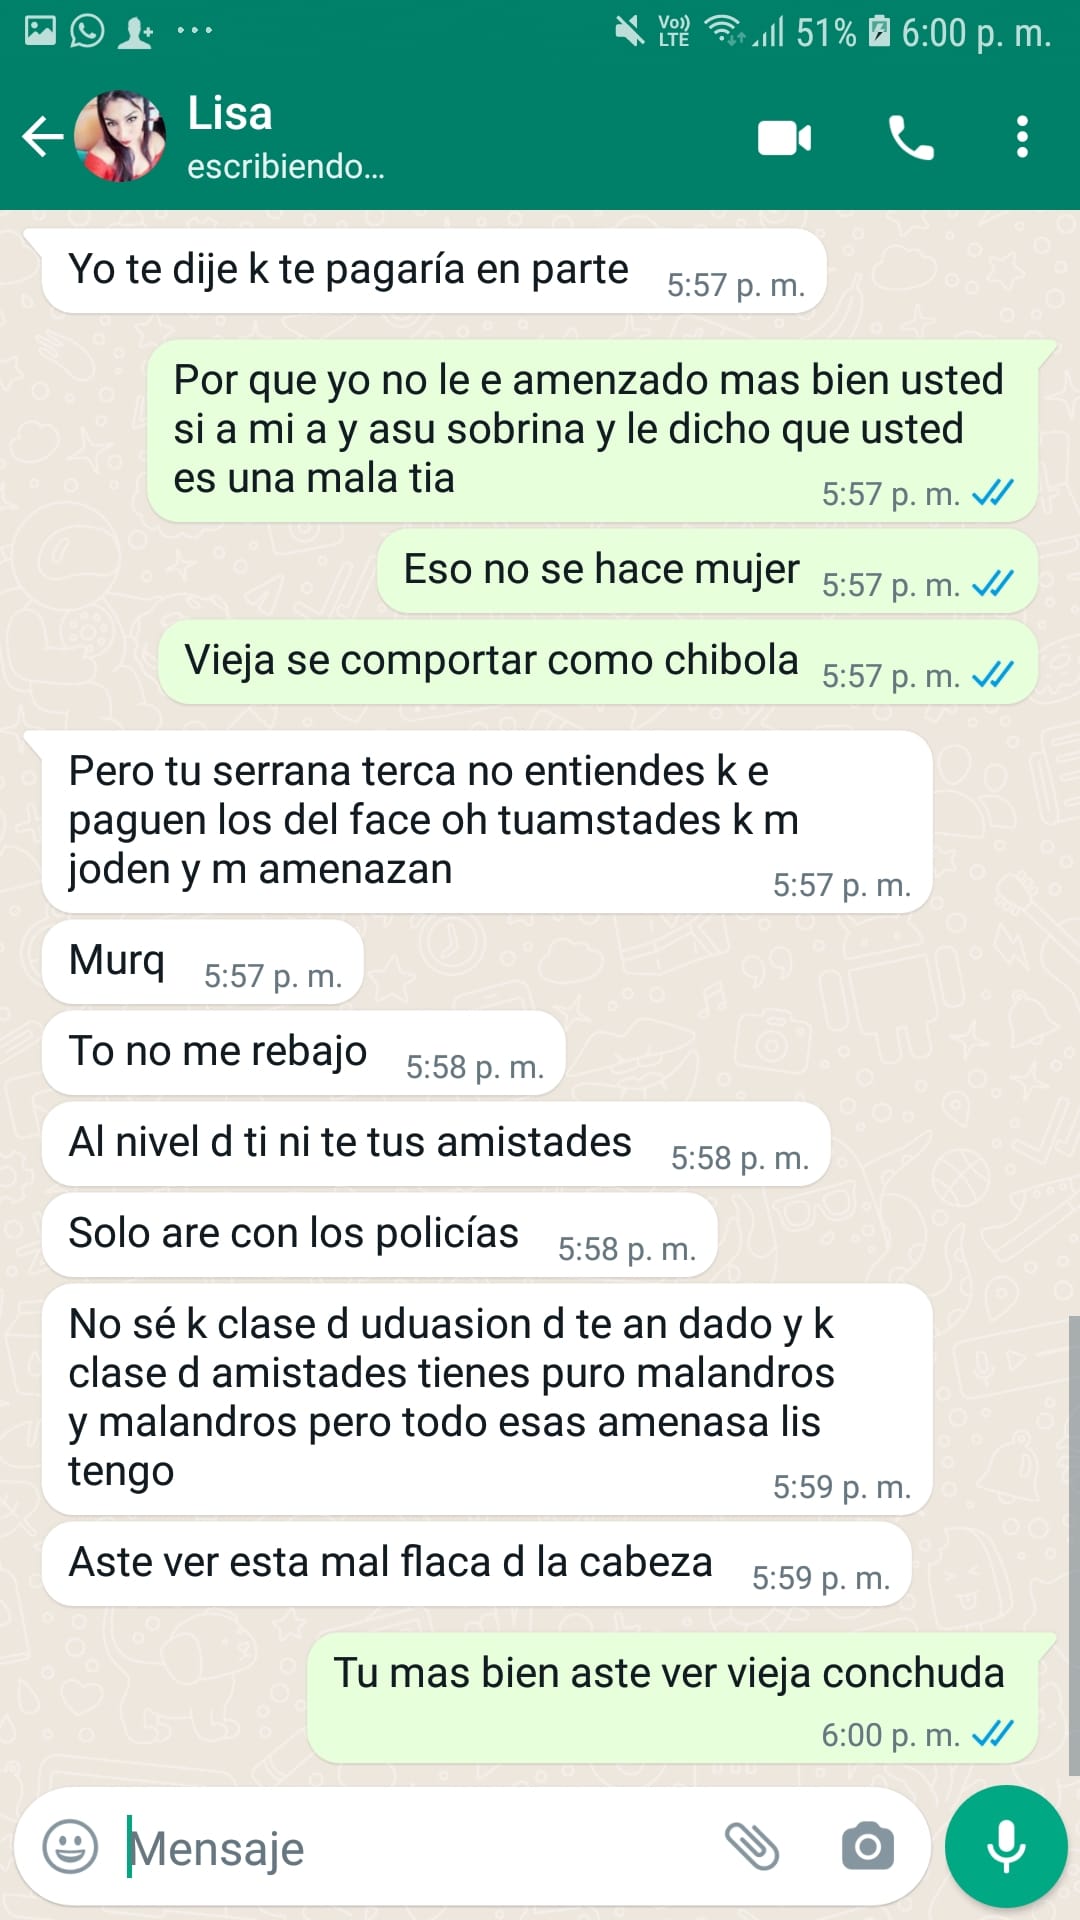 Vo)) LTE 51% 6:00 p. m.
Lisa
escribiendo...
Yo te dije k te pagaría en parte 5:57 p. m.
Por que yo no le e amenzado mas bien usted
si a mi a y asu sobrina y le dicho que usted
es una mala tia 5:57 p. m.
Eso no se hace mujer 5:57 p. m.
Vieja se comportar como chibola 5:57 p. m.
Pero tu serrana terca no entiendes k e
paguen los del face oh tuamstades k m
joden y m amenazan 5:57 p. m.
Murq 5:57 p. m.
To no me rebajo 5:58 p. m.
Al nivel d ti ni te tus amistades 5:58 p. m.
Solo are con los policías 5:58 p. m.
No sé k clase d uduasion d te an dado y k
clase d amistades tienes puro malandros
y malandros pero todo esas amenasa lis
tengo 5:59 p. m.
Aste ver esta mal flaca d la cabeza 5:59 p. m.
Tu mas bien aste ver vieja conchuda
6:00 p. m.
Mensaje